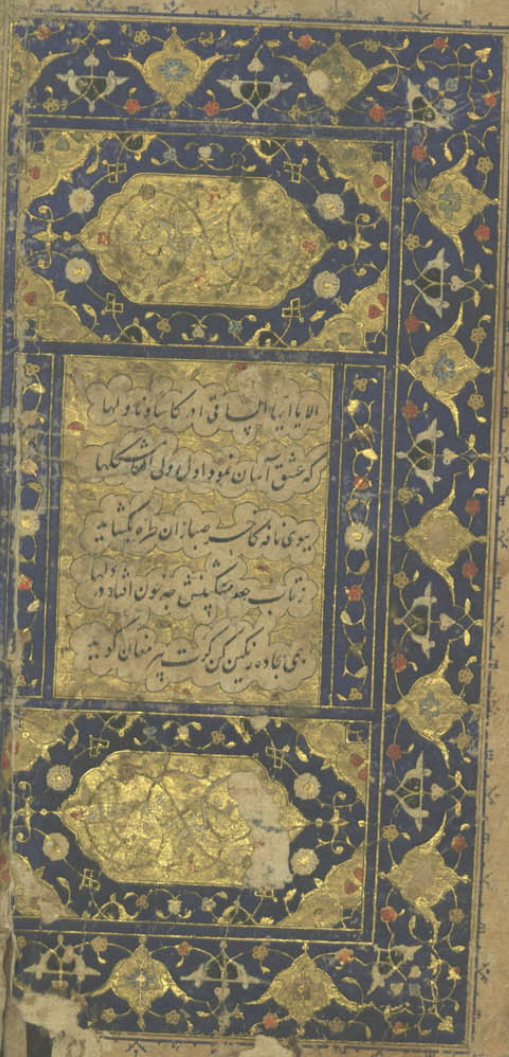 الا یا ایها الساقی ادر کاسا و ناولها
که عشق آسان نمود اول ولی افتاد مشکلها
ببوی نافه کاخر صبا زان طره بگشاید
ز تاب جعد مشکینش چه خون افتاد در دلها
بمی سجاده رنگین کن گرت پیر مغان گوید